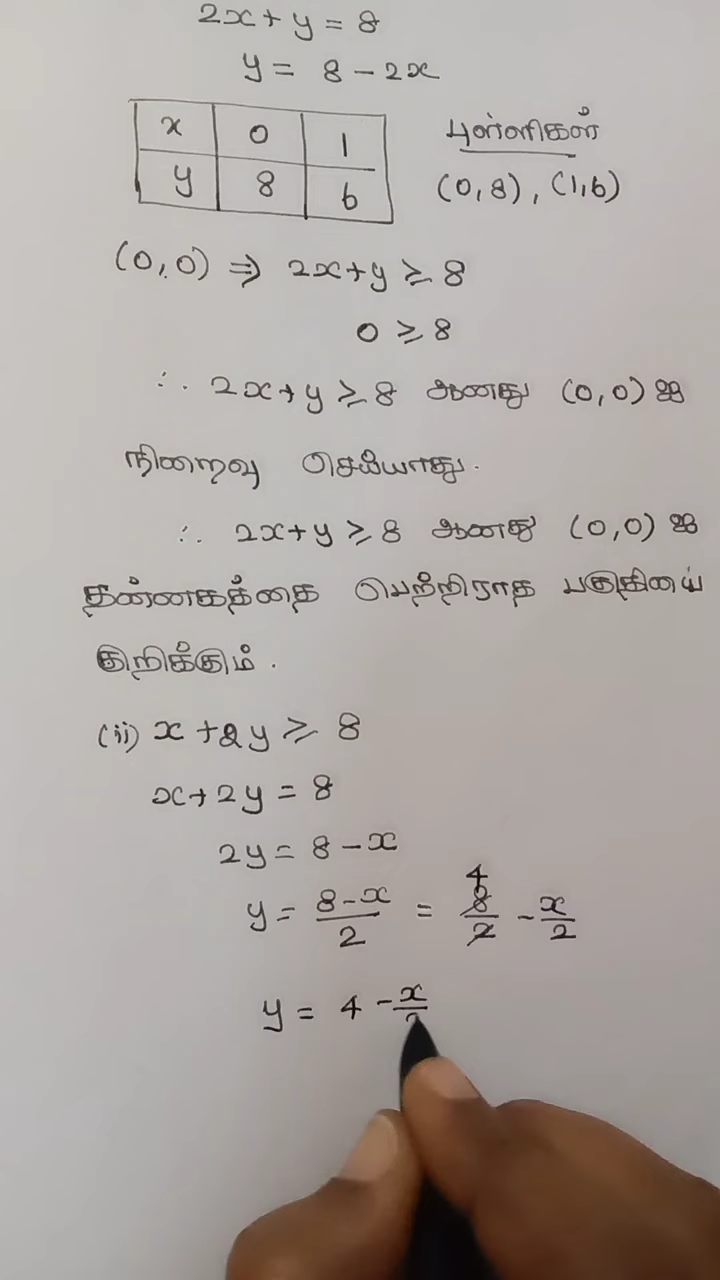 2x + y = 8
y = 8 - 2x
x 0 1
y 8 6
புள்ளிகள்
(0,8), (1,6)
(0,0) ⇒ 2x+y ≥ 8
0 ≥ 8
∴ 2x+y ≥ 8 ஆனது (0,0) ஐ
நிறைவு செய்யாது.
∴ 2x+y ≥ 8 ஆனது (0,0) ஐ
தன்னகத்தை பெற்றிராத பகுதியைப்
குறிக்கும்.
(ii) x + 2y ≥ 8
x + 2y = 8
2y = 8 - x
y = (8-x)/2 = 4 8/2 - x/2
y = 4 - x/2